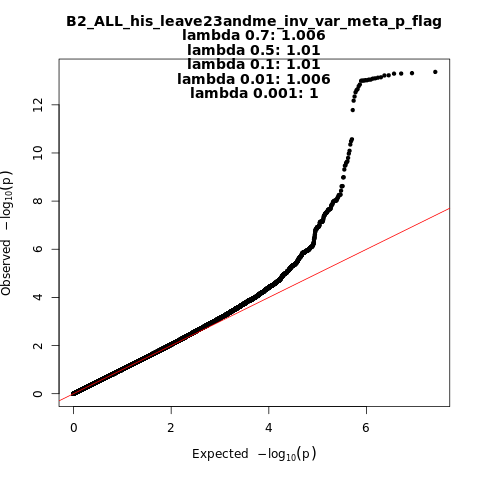 B2_ALL_his_leave23andme_inv_var_meta_p_flag
lambda 0.7: 1.006
lambda 0.5: 1.01
lambda 0.1: 1.01
lambda 0.01: 1.006
lambda 0.001: 1
12
10
8
6
4
2
0
Observed −log10(p)
0 2 4 6
Expected −log10(p)